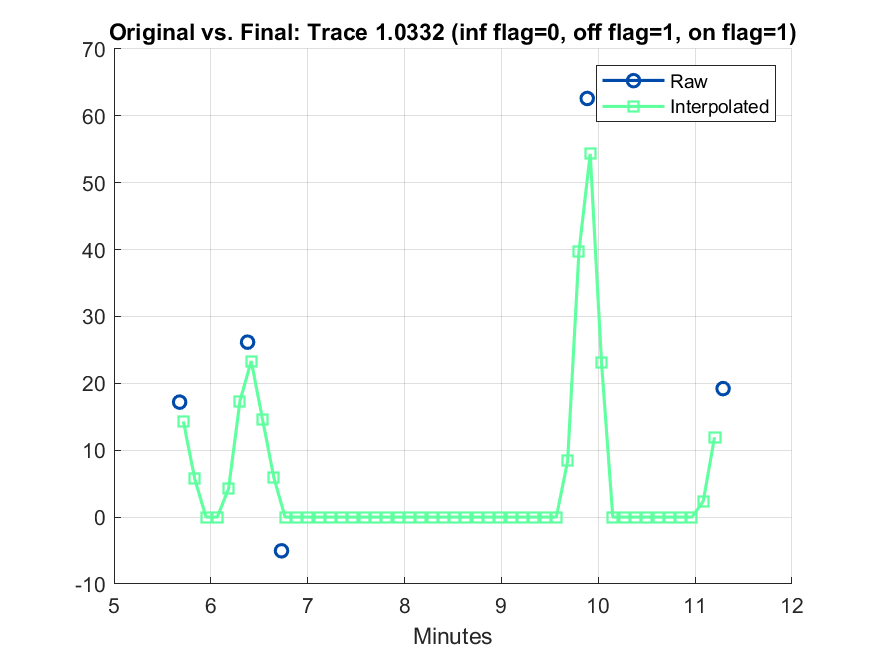 Original vs. Final: Trace 1.0332 (inf flag=0, off flag=1, on flag=1)
70
60
50
40
30
20
10
0
-10
Raw
Interpolated
5 6 7 8 9 10 11 12
Minutes